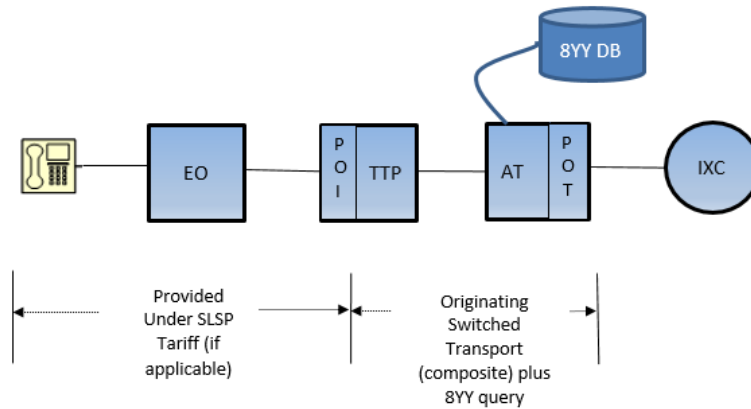 8YY DB
EO
P
O
I
TTP
AT
P
O
T
IXC
Provided
Under SLSP
Tariff (if
applicable)
Originating
Switched
Transport
(composite) plus
8YY query